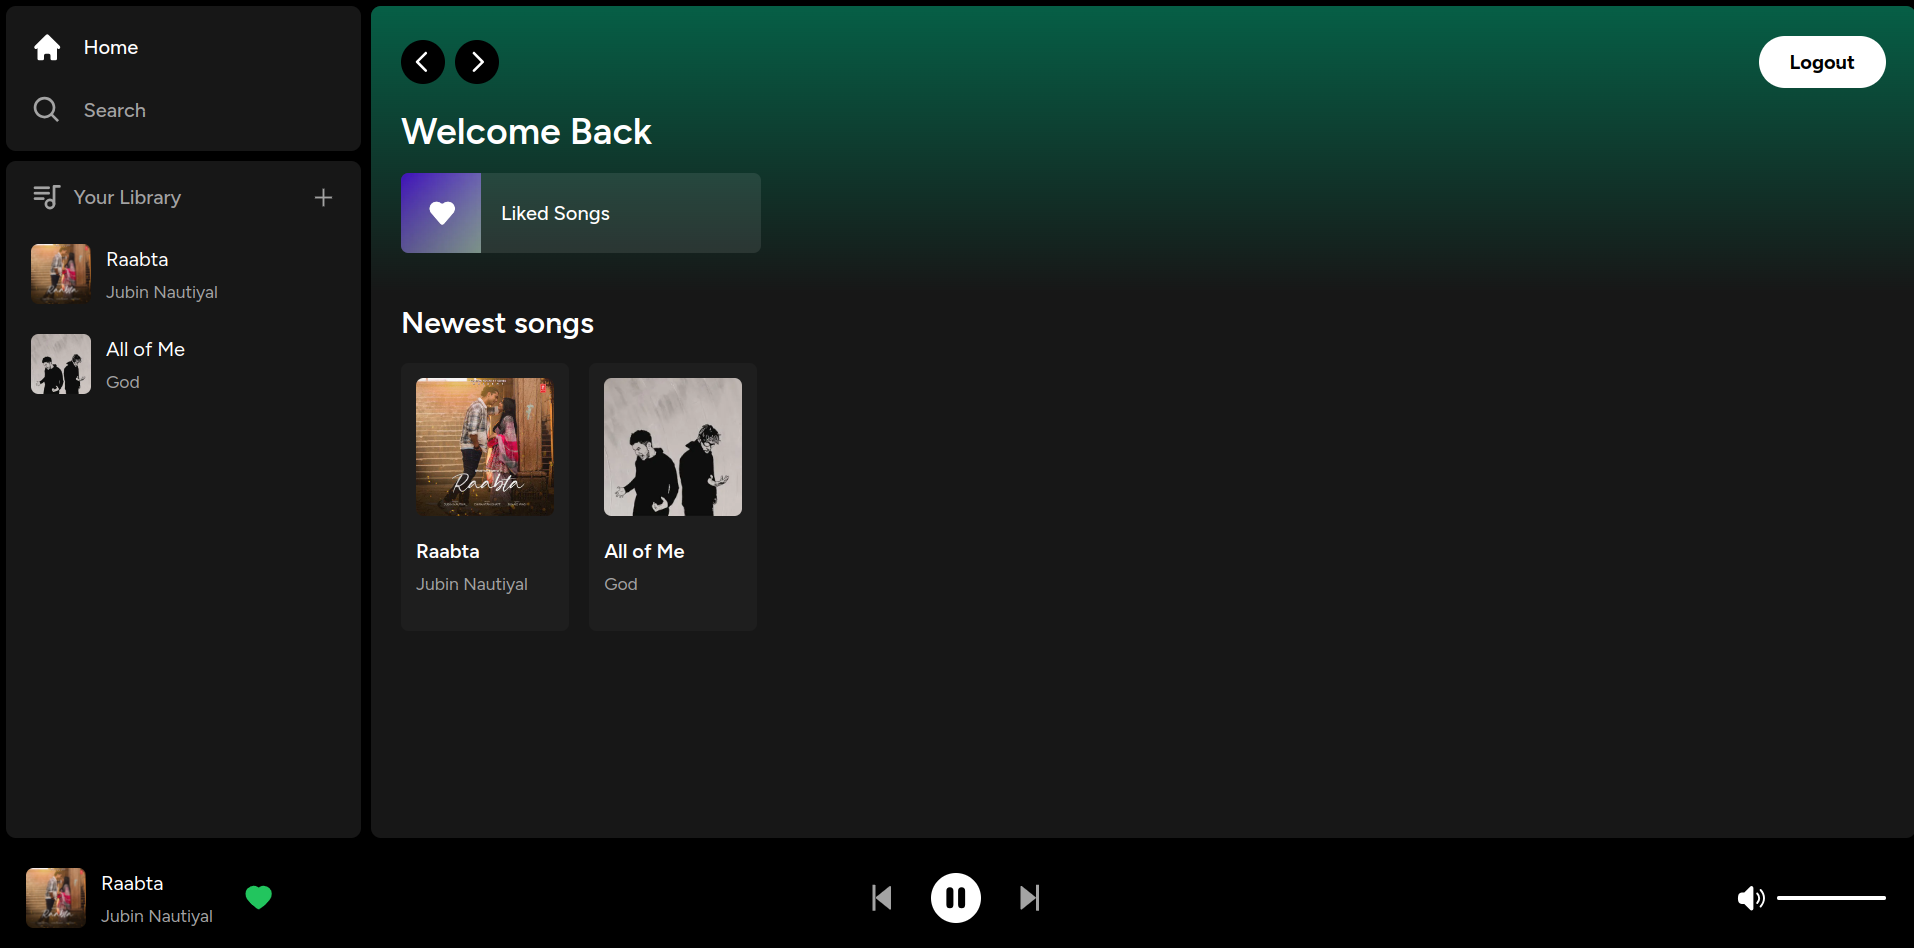 Home
Search
Your Library
Raabta
Jubin Nautiyal
All of Me
God
Logout
Welcome Back
Liked Songs
Newest songs
Raabta
Raabta
Jubin Nautiyal
All of Me
God
Raabta
Jubin Nautiyal